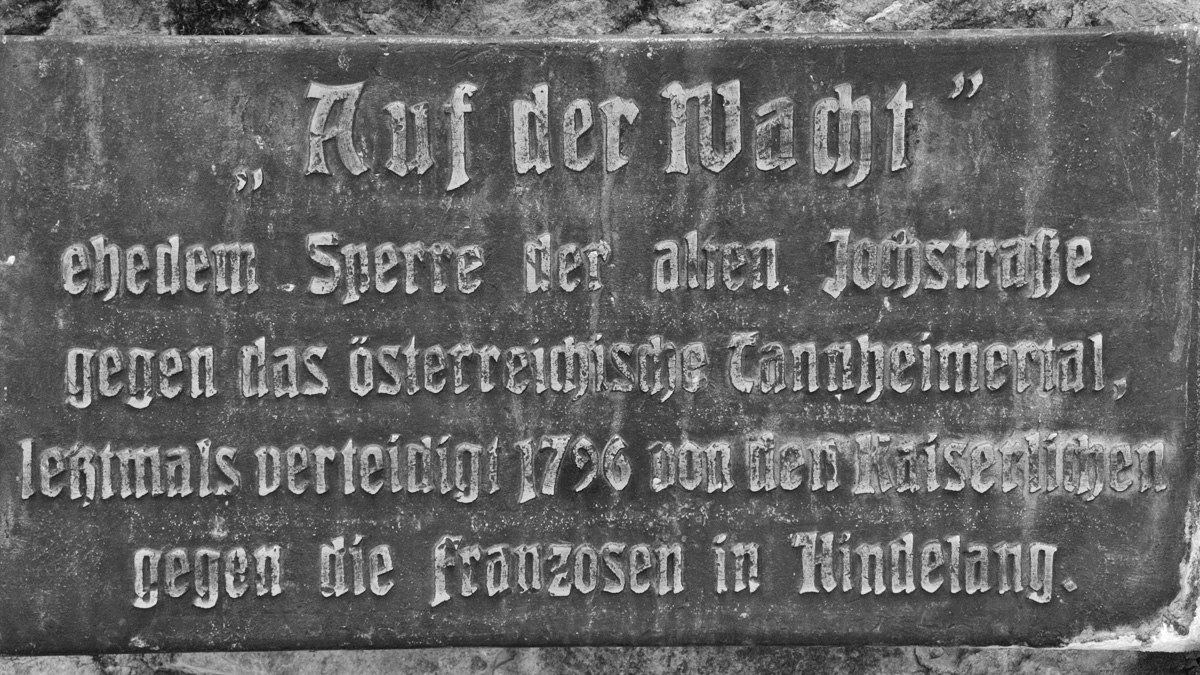 „Auf der Wacht”
ehedem Sperre der alten Jochstraße
gegen das österreichische Tannheimertal,
letztmals verteidigt 1796 von den Kaiserlichen
gegen die Franzosen in Hindelang.